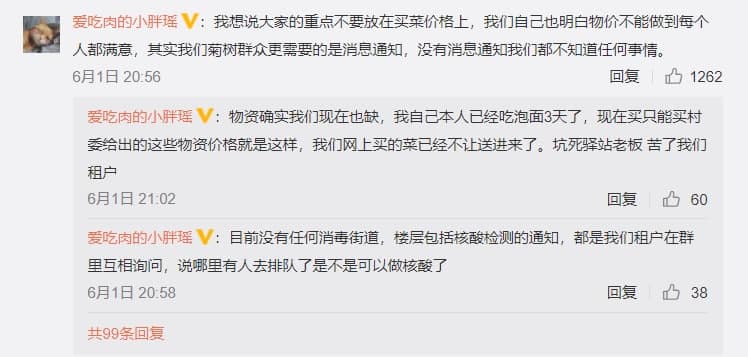 爱吃肉的小胖瑶：我想说大家的重点不要放在买菜价格上，我们自己也明白物价不能做到每个
人都满意，其实我们菊树群众更需要的是消息通知，没有消息通知我们都不知道任何事情。
6月1日 20:56 回复 1262
爱吃肉的小胖瑶：物资确实我们现在也缺，我自己本人已经吃泡面3天了，现在买只能买村
委给出的这些物资价格就是这样，我们网上买的菜已经不让送进来了。坑死驿站老板 苦了我们
租户
6月1日 21:02 回复 60
爱吃肉的小胖瑶：目前没有任何消毒街道，楼层包括核酸检测的通知，都是我们租户在群
里互相询问，说哪里有人去排队了是不是可以做核酸了
6月1日 20:58 回复 38
共99条回复